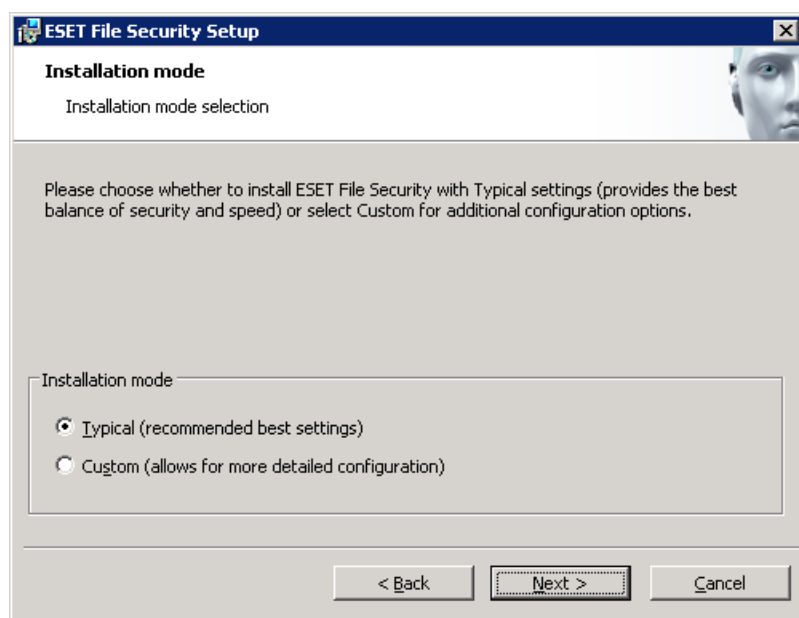 ESET File Security Setup
Installation mode
Installation mode selection
Please choose whether to install ESET File Security with Typical settings (provides the best
balance of security and speed) or select Custom for additional configuration options.
Installation mode
Typical (recommended best settings)
Custom (allows for more detailed configuration)
< Back Next > Cancel